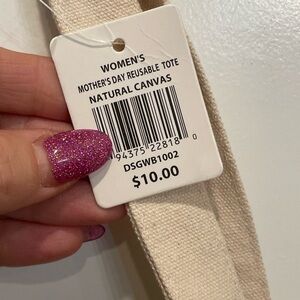 WOMEN'S
MOTHER'S DAY REUSABLE TOTE
NATURAL CANVAS
94375 22818 0
DSGWB1002
$10.00